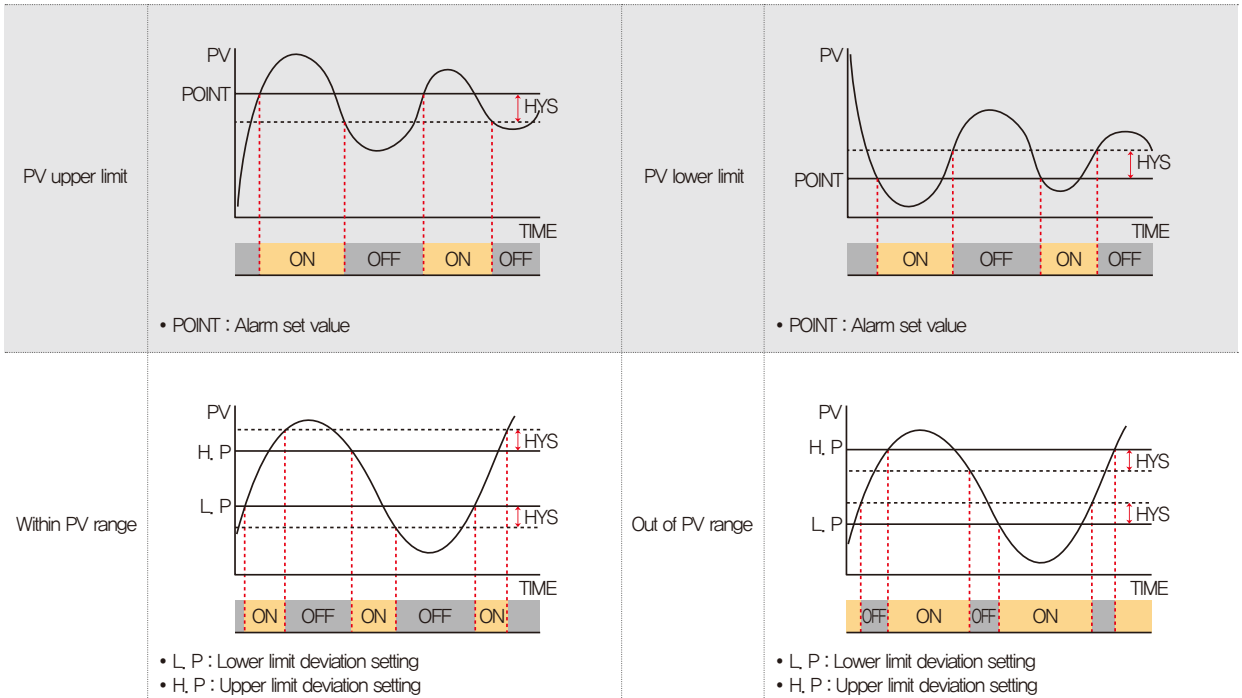 PV upper limit
PV
POINT
HYS
TIME
ON OFF ON OFF
• POINT : Alarm set value
PV lower limit
PV
POINT
HYS
TIME
ON OFF ON OFF
• POINT : Alarm set value
Within PV range
PV
H. P
HYS
L. P
HYS
TIME
ON OFF ON OFF ON
• L. P : Lower limit deviation setting
• H. P : Upper limit deviation setting
Out of PV range
PV
H. P
HYS
HYS
L. P
TIME
OFF ON OFF ON
• L. P : Lower limit deviation setting
• H. P : Upper limit deviation setting